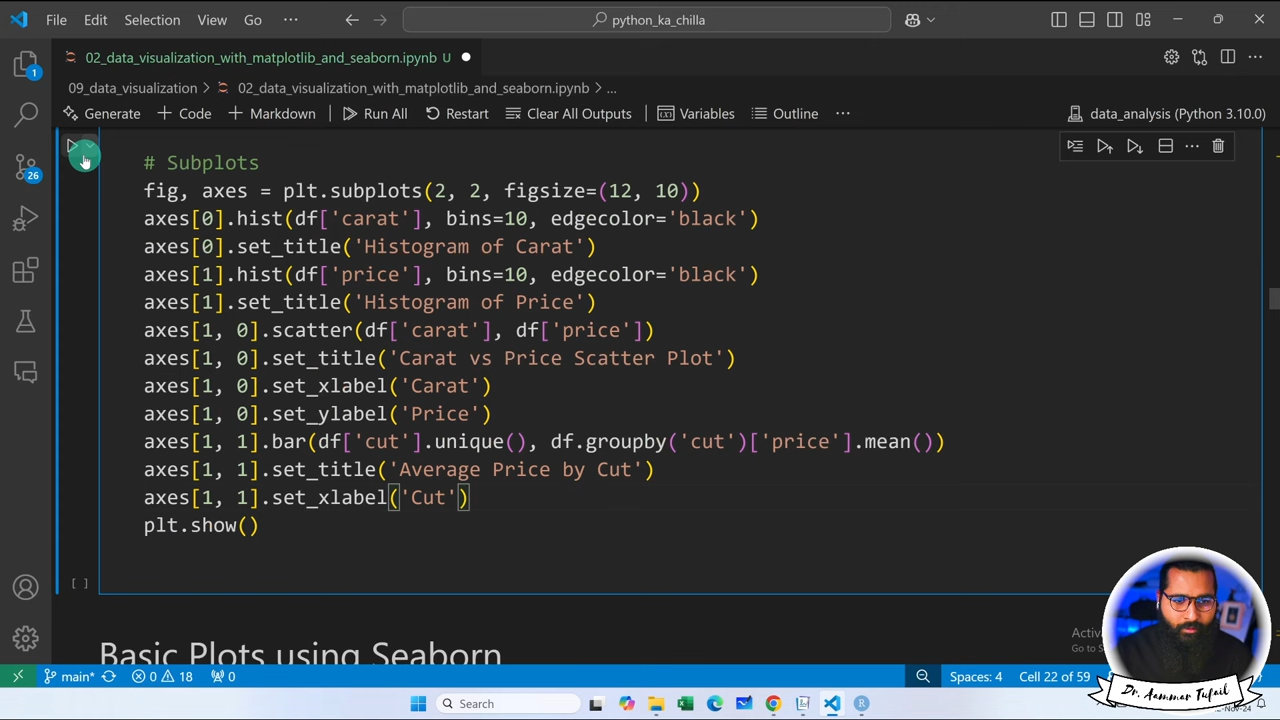 File Edit Selection View Go ··· python_ka_chilla
02_data_visualization_with_matplotlib_and_seaborn.ipynb U
1
09_data_visualization > 02_data_visualization_with_matplotlib_and_seaborn.ipynb > ...
Generate + Code + Markdown Run All Restart Clear All Outputs Variables Outline ··· data_analysis (Python 3.10.0)
26
# Subplots
fig, axes = plt.subplots(2, 2, figsize=(12, 10))
axes[0].hist(df['carat'], bins=10, edgecolor='black')
axes[0].set_title('Histogram of Carat')
axes[1].hist(df['price'], bins=10, edgecolor='black')
axes[1].set_title('Histogram of Price')
axes[1, 0].scatter(df['carat'], df['price'])
axes[1, 0].set_title('Carat vs Price Scatter Plot')
axes[1, 0].set_xlabel('Carat')
axes[1, 0].set_ylabel('Price')
axes[1, 1].bar(df['cut'].unique(), df.groupby('cut')['price'].mean())
axes[1, 1].set_title('Average Price by Cut')
axes[1, 1].set_xlabel('Cut')
plt.show()
[ ]
Basic Plots using Seaborn
main* 0 18 0 Spaces: 4 Cell 22 of 59
Search
Dr. Aammar Tufail